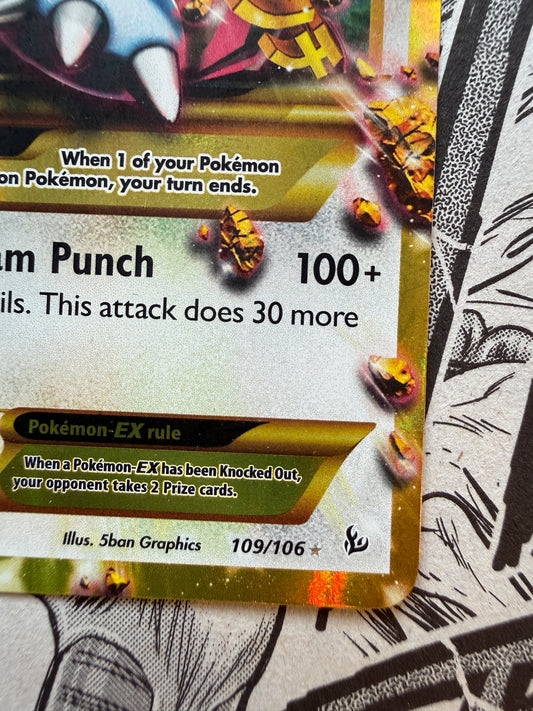 When 1 of your Pokémon
on Pokémon, your turn ends.
am Punch 100+
ils. This attack does 30 more
Pokémon-EX rule
When a Pokémon-EX has been Knocked Out,
your opponent takes 2 Prize cards.
Illus. 5ban Graphics 109/106